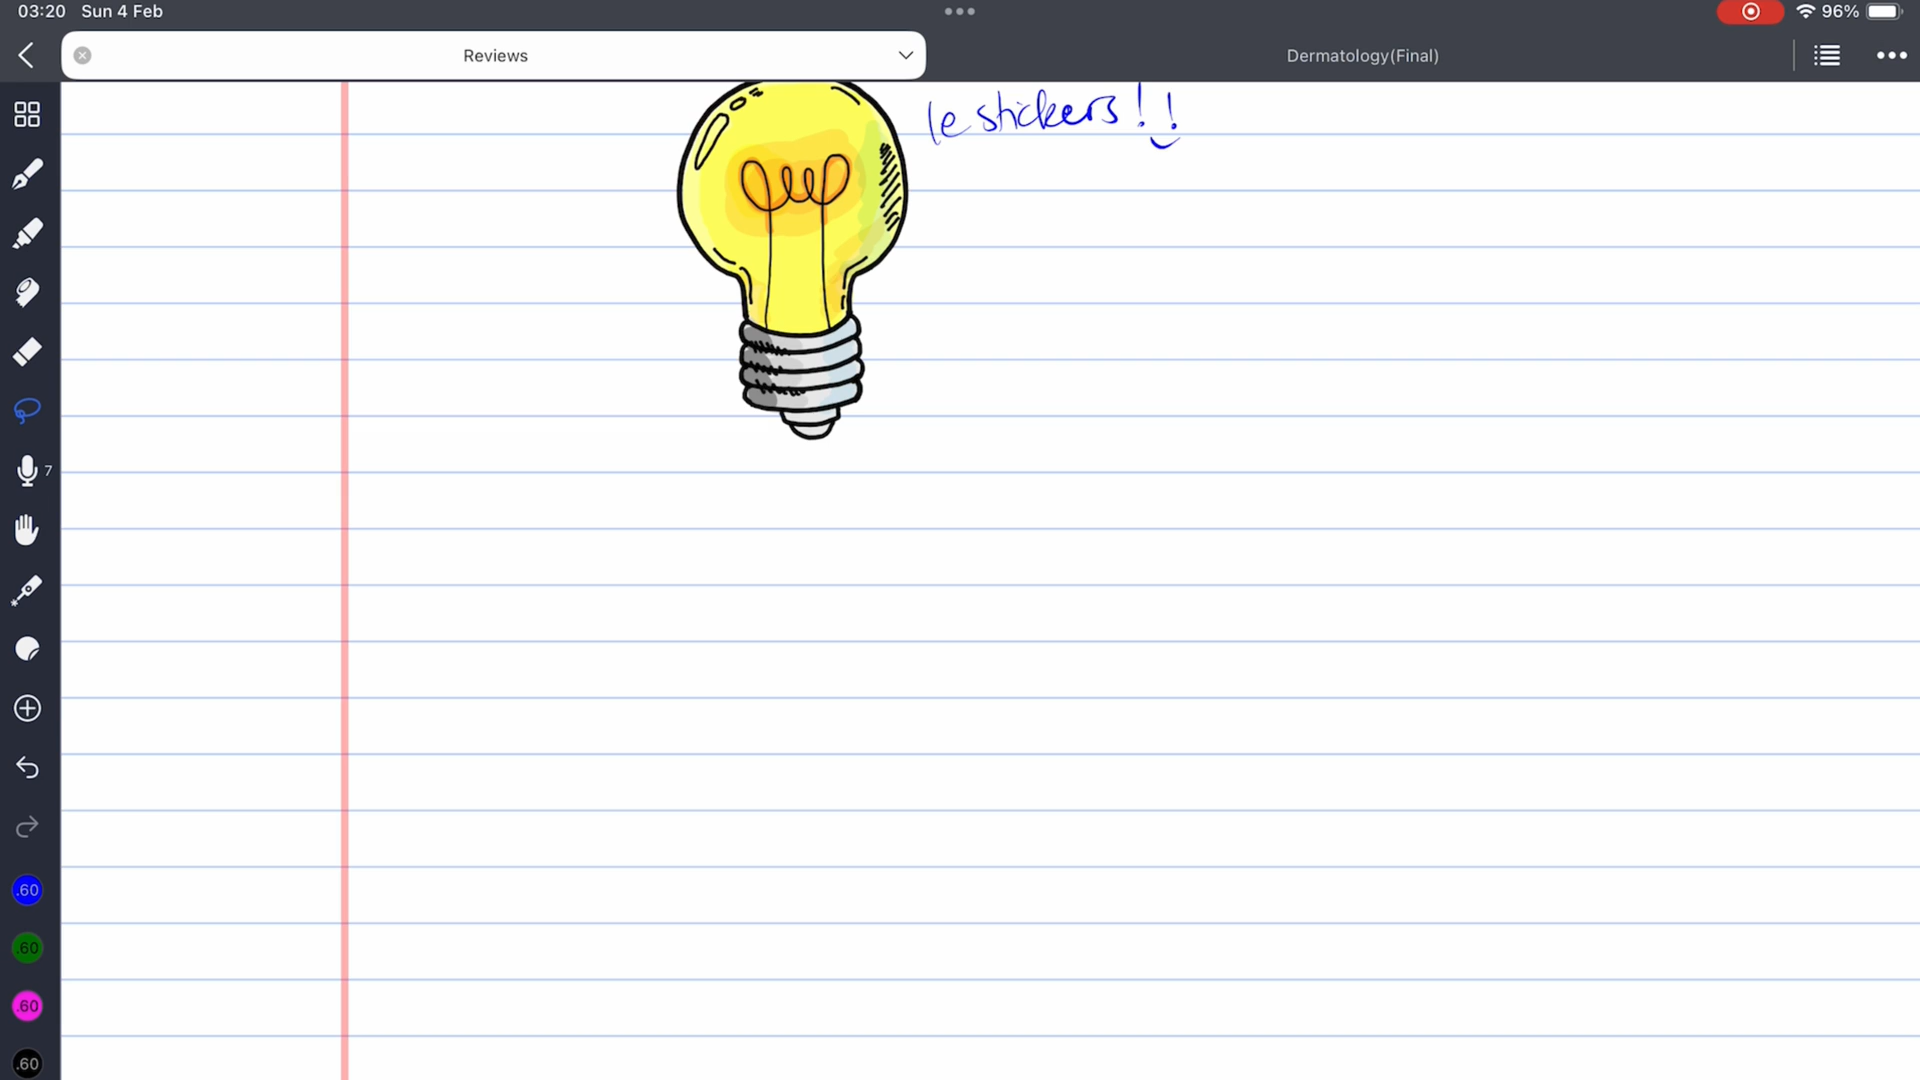 03:20 Sun 4 Feb 96%
Reviews Dermatology(Final)
le stickers!!
7
.60
.60
.60
.60